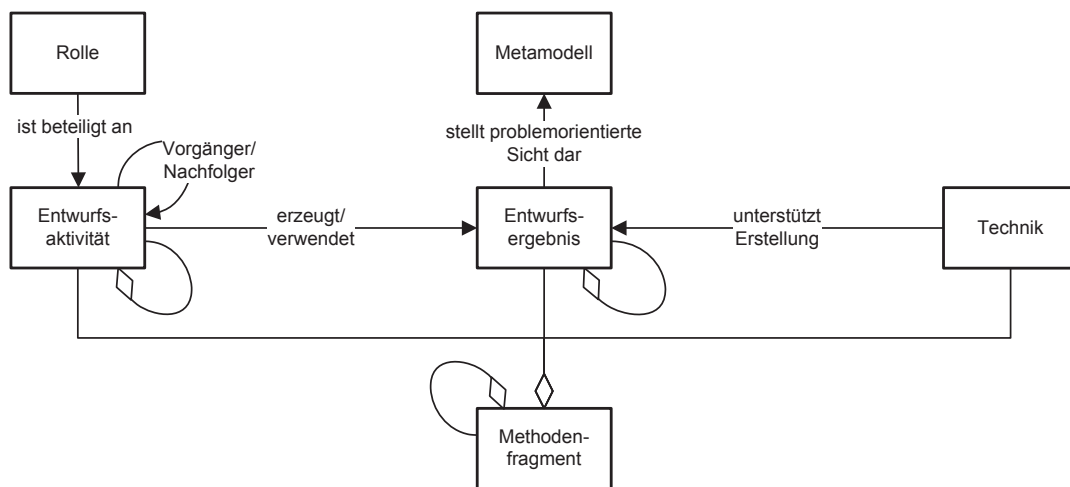 Rolle
Metamodell
ist beteiligt an
stellt problemorientierte
Sicht dar
Vorgänger/
Nachfolger
Entwurfs-
aktivität
erzeugt/
verwendet
Entwurfs-
ergebnis
unterstützt
Erstellung
Technik
Methoden-
fragment